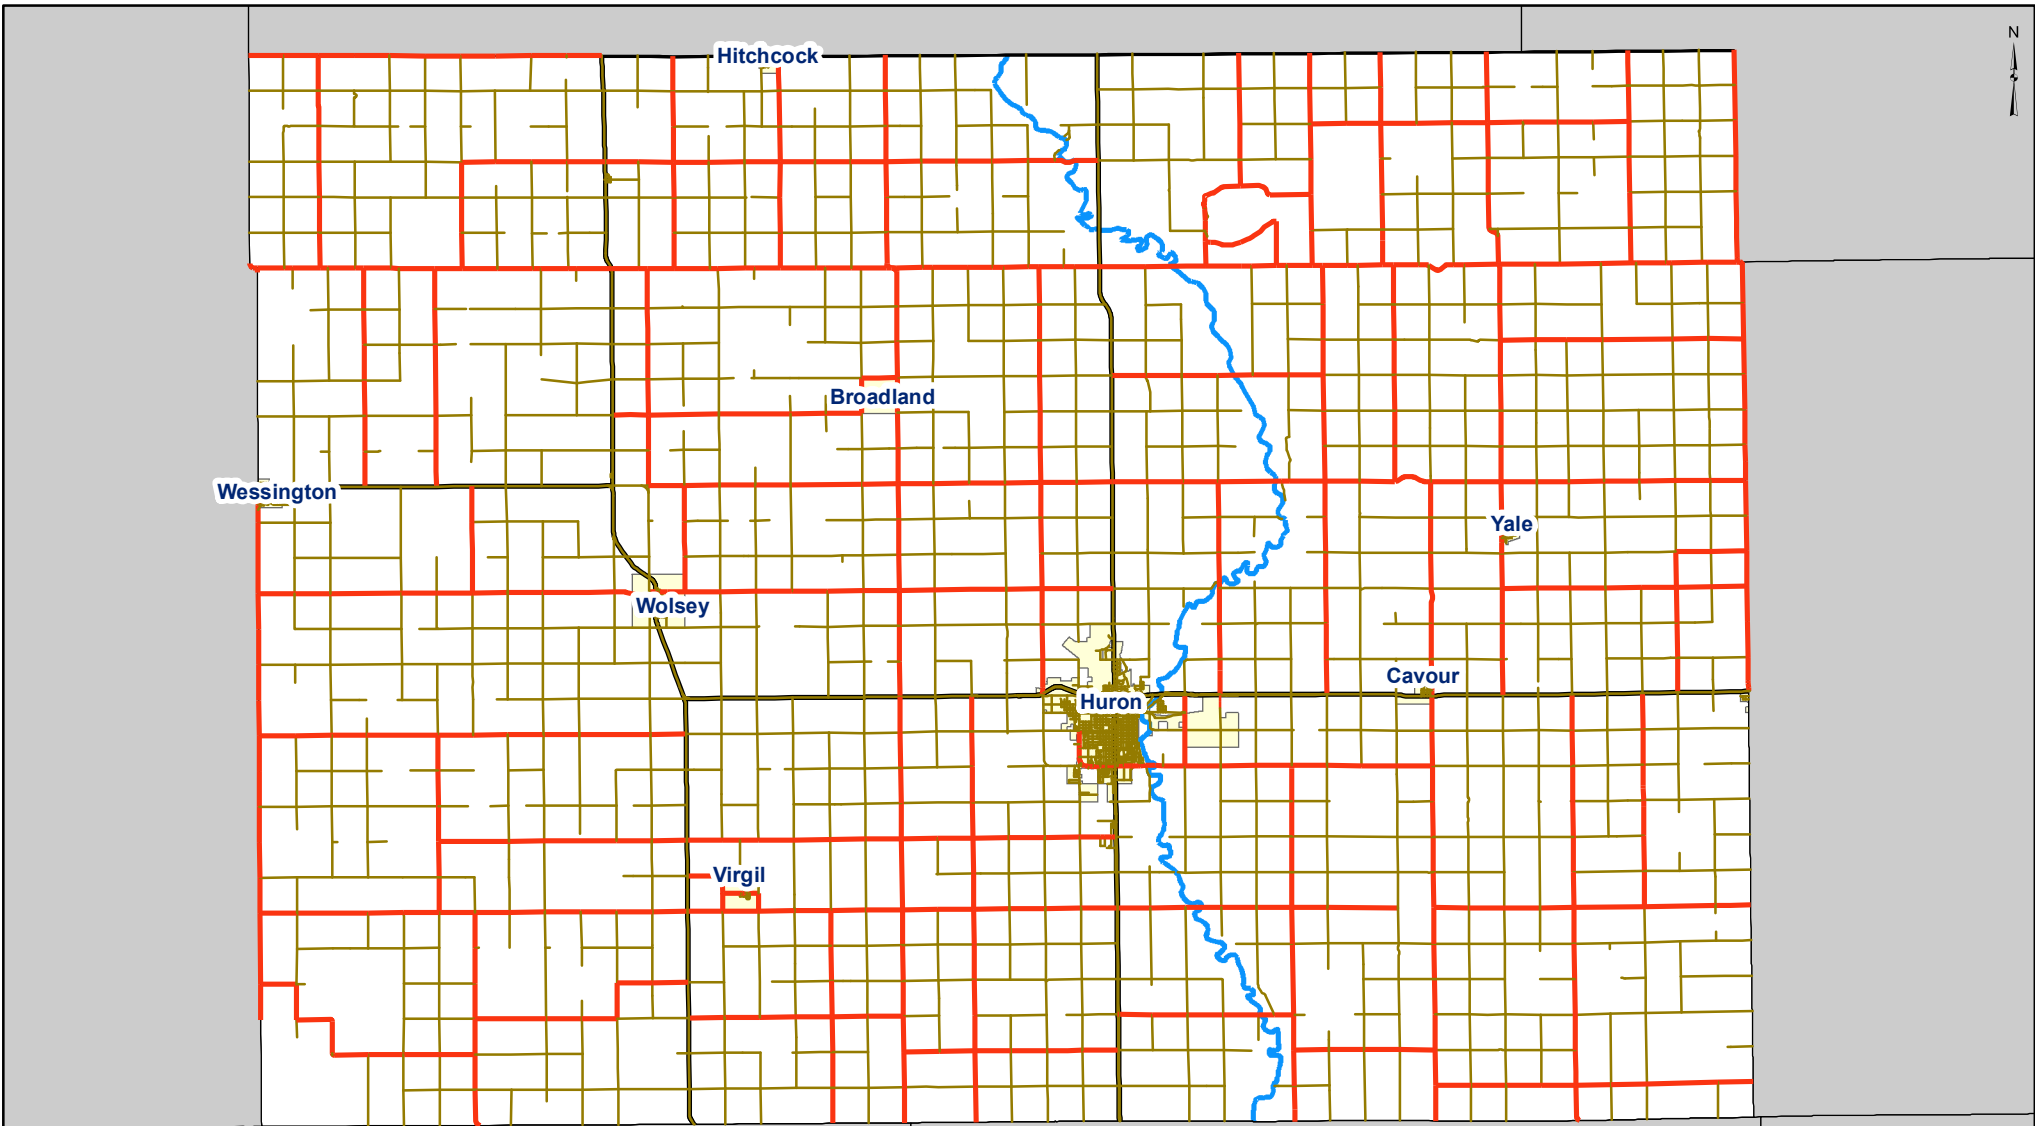 N
Hitchcock
Broadland
Wessington
Yale
Wolsey
Cavour
Huron
Virgil